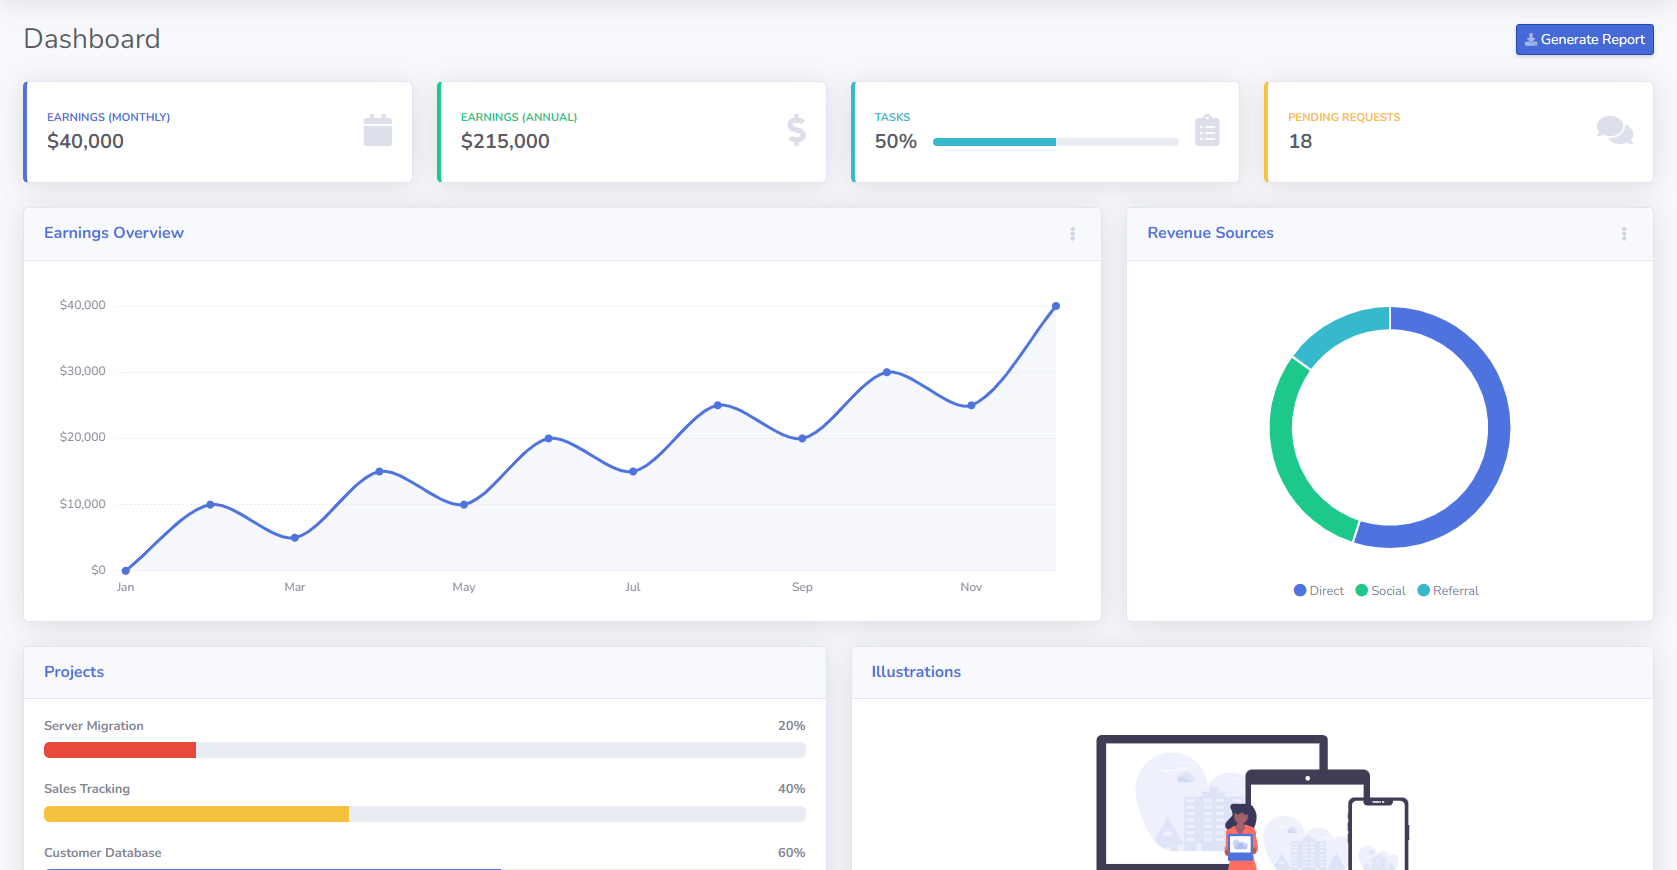 Dashboard
Generate Report
EARNINGS (MONTHLY)
$40,000
EARNINGS (ANNUAL)
$215,000
TASKS
50%
PENDING REQUESTS
18
Earnings Overview
$40,000
$30,000
$20,000
$10,000
$0
Jan Mar May Jul Sep Nov
Revenue Sources
Direct Social Referral
Projects
Server Migration 20%
Sales Tracking 40%
Customer Database 60%
Illustrations